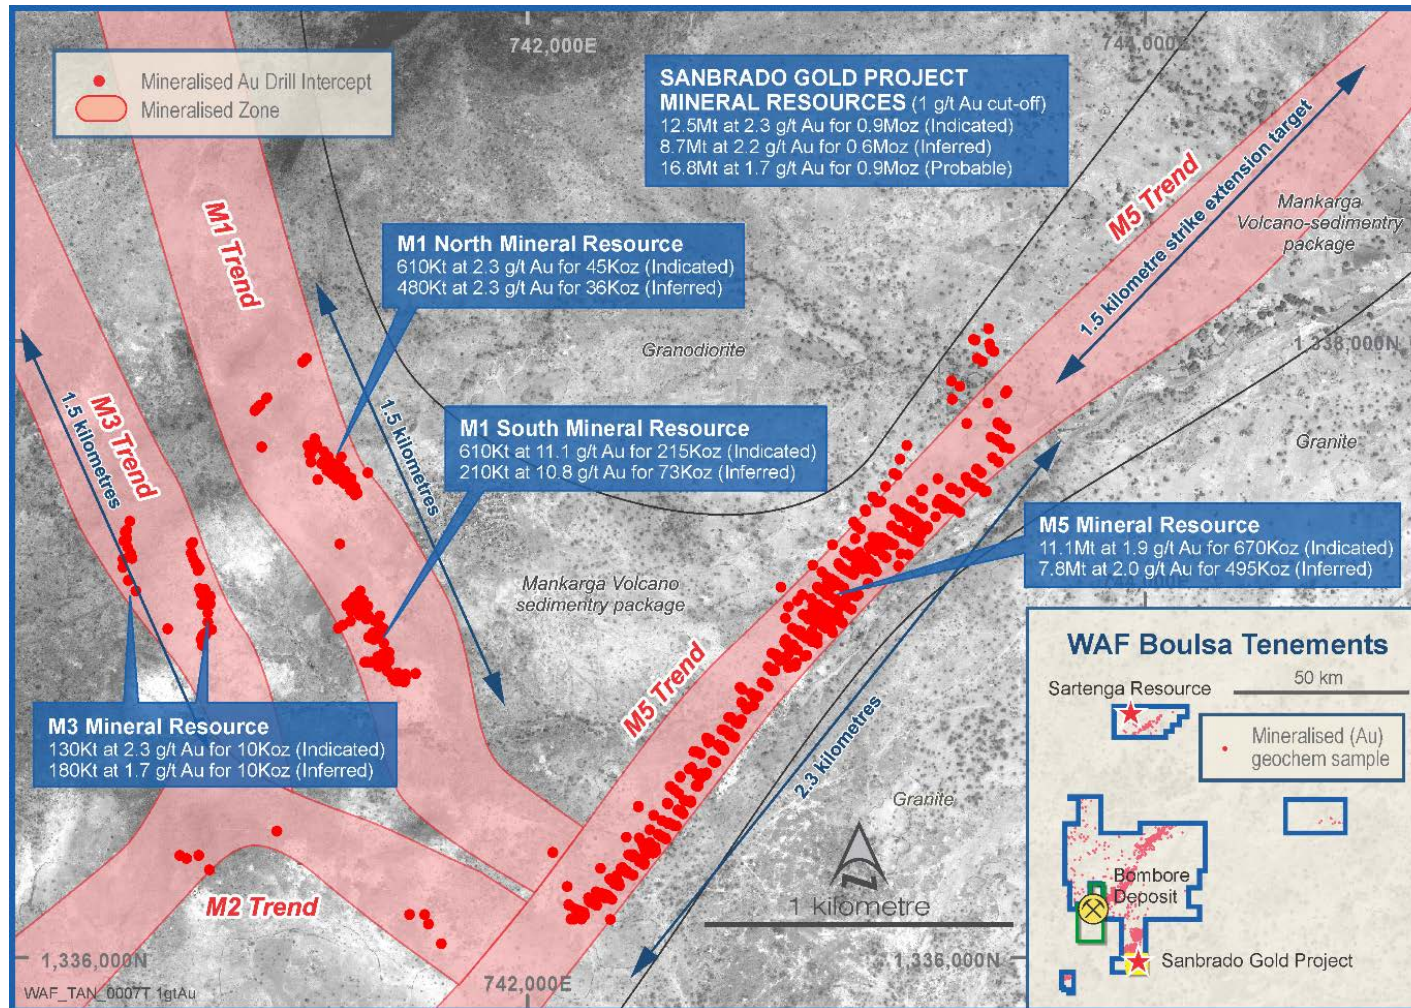 742,000E
744,000E
Mineralised Au Drill Intercept
Mineralised Zone
SANBRADO GOLD PROJECT
MINERAL RESOURCES (1 g/t Au cut-off)
12.5Mt at 2.3 g/t Au for 0.9Moz (Indicated)
8.7Mt at 2.2 g/t Au for 0.6Moz (Inferred)
16.8Mt at 1.7 g/t Au for 0.9Moz (Probable)
M5 Trend
1.5 kilometre strike extension target
Mankarga
Volcano-sedimentry
package
M1 Trend
M1 North Mineral Resource
610Kt at 2.3 g/t Au for 45Koz (Indicated)
480Kt at 2.3 g/t Au for 36Koz (Inferred)
Granodiorite
1,338,000N
M3 Trend
1.5 kilometres
1.5 kilometres
M1 South Mineral Resource
610Kt at 11.1 g/t Au for 215Koz (Indicated)
210Kt at 10.8 g/t Au for 73Koz (Inferred)
Granite
M5 Mineral Resource
11.1Mt at 1.9 g/t Au for 670Koz (Indicated)
7.8Mt at 2.0 g/t Au for 495Koz (Inferred)
Mankarga Volcano
sedimentry package
M5 Trend
2.3 kilometres
M3 Mineral Resource
130Kt at 2.3 g/t Au for 10Koz (Indicated)
180Kt at 1.7 g/t Au for 10Koz (Inferred)
Granite
M2 Trend
1 kilometre
1,336,000N
742,000E
1,336,000N
WAF_TAN_0007T 1gtAu
WAF Boulsa Tenements
Sartenga Resource
50 km
Mineralised (Au)
geochem sample
Bombore
Deposit
Sanbrado Gold Project